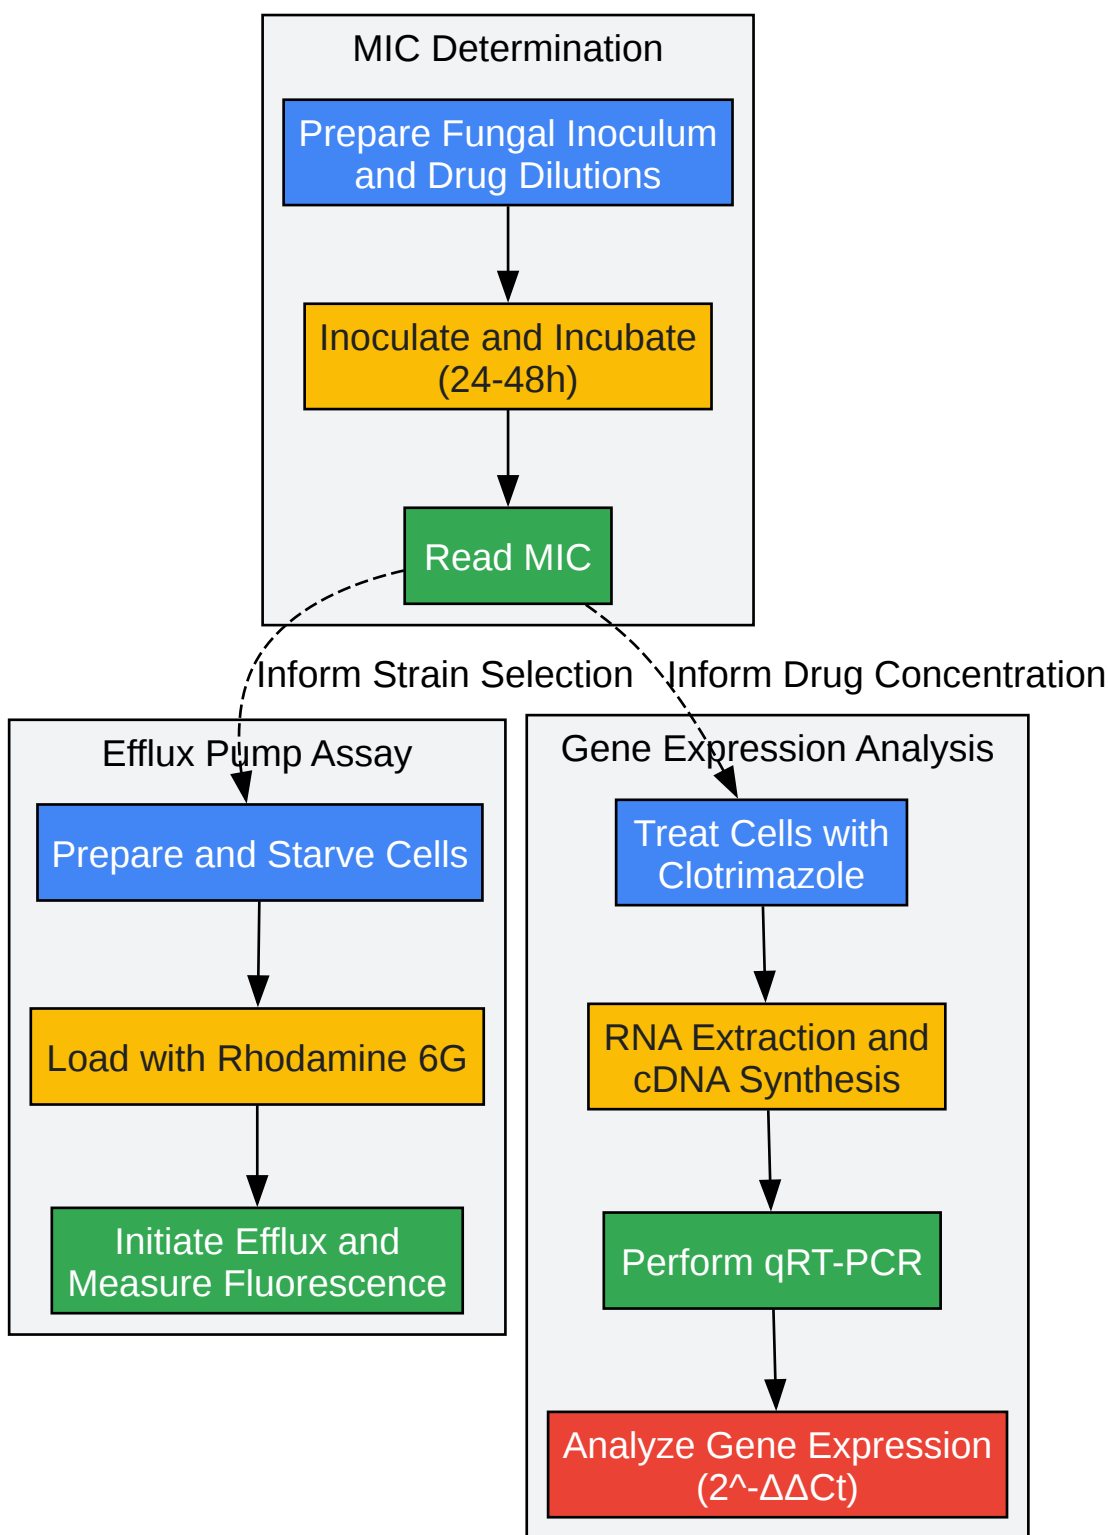 MIC Determination
Prepare Fungal Inoculum
and Drug Dilutions
Inoculate and Incubate
(24-48h)
Read MIC
Inform Strain Selection
Inform Drug Concentration
Efflux Pump Assay
Prepare and Starve Cells
Load with Rhodamine 6G
Initiate Efflux and
Measure Fluorescence
Gene Expression Analysis
Treat Cells with
Clotrimazole
RNA Extraction and
cDNA Synthesis
Perform qRT-PCR
Analyze Gene Expression
(2^-ΔΔCt)